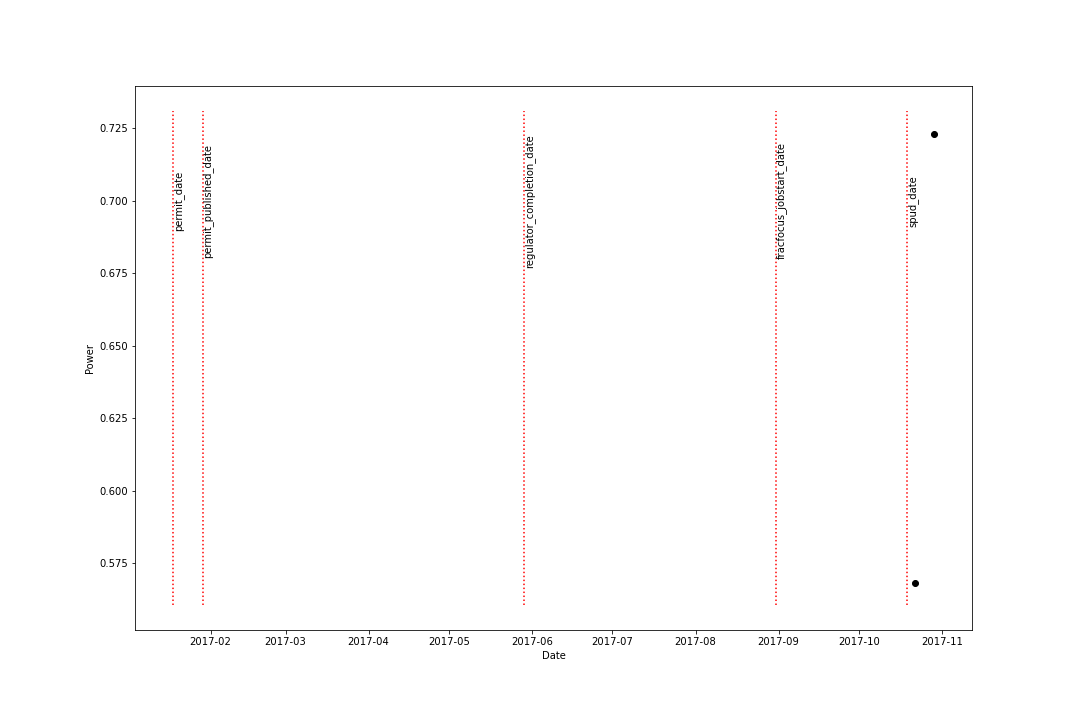 0.725
0.700
0.675
0.650
0.625
0.600
0.575
Power
permit_date
permit_published_date
regulator_completion_date
fracfocus_jobstart_date
spud_date
2017-02
2017-03
2017-04
2017-05
2017-06
2017-07
2017-08
2017-09
2017-10
2017-11
Date